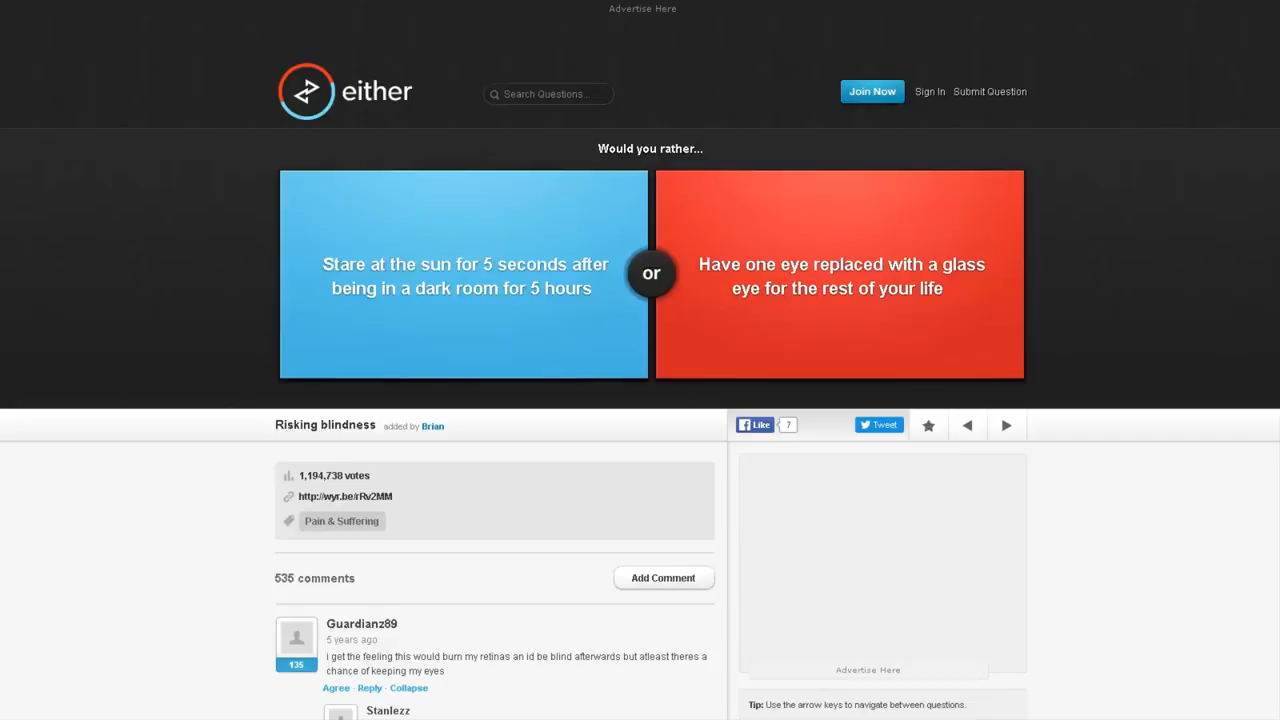 Advertise Here
either
Search Questions...
Join Now
Sign In
Submit Question
Would you rather...
Stare at the sun for 5 seconds after
being in a dark room for 5 hours
or
Have one eye replaced with a glass
eye for the rest of your life
Risking blindness
added by Brian
Like
7
Tweet
1,194,738 votes
http://wyr.be/rRv2MM
Pain & Suffering
535 comments
Add Comment
Guardianz89
5 years ago
135
i get the feeling this would burn my retinas an id be blind afterwards but atleast theres a
chance of keeping my eyes
Agree · Reply · Collapse
Stanlezz
Advertise Here
Tip: Use the arrow keys to navigate between questions.